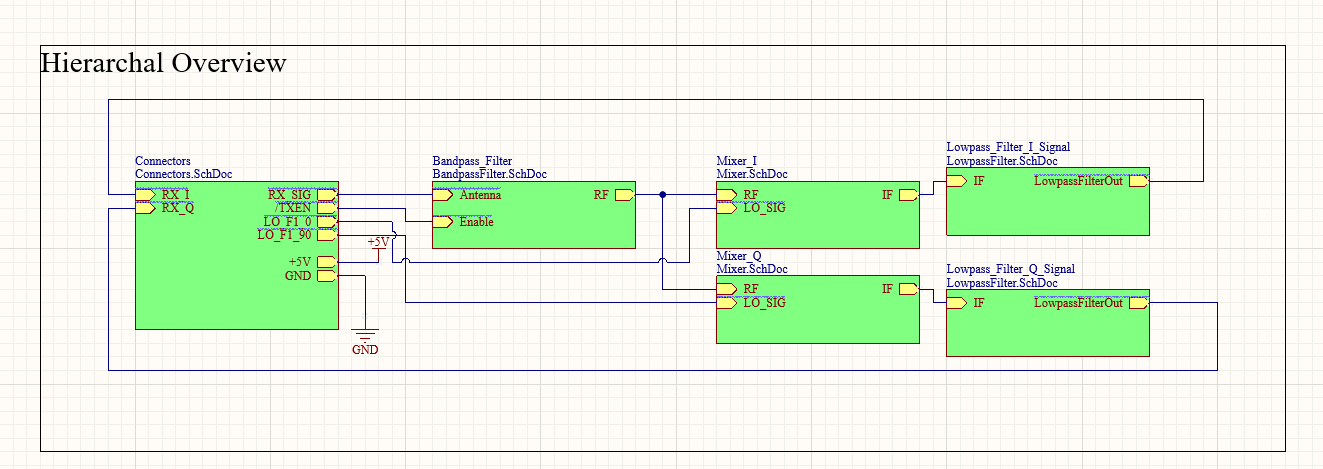 Hierarchal Overview
Connectors
Connectors.SchDoc
RX_I
RX_Q
RX_SIG
/TXEN
LO_F1_0
LO_F1_90
+5V
GND
+5V
GND
Bandpass_Filter
BandpassFilter.SchDoc
Antenna
Enable
RF
Mixer_I
Mixer.SchDoc
RF
LO_SIG
IF
Mixer_Q
Mixer.SchDoc
RF
LO_SIG
IF
Lowpass_Filter_I_Signal
LowpassFilter.SchDoc
IF
LowpassFilterOut
Lowpass_Filter_Q_Signal
LowpassFilter.SchDoc
IF
LowpassFilterOut